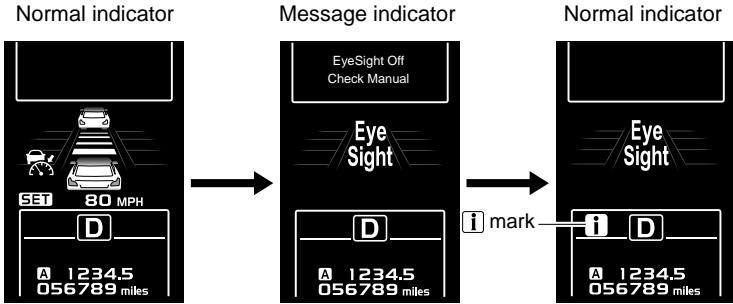 Normal indicator
Message indicator
Normal indicator
EyeSight Off
Check Manual
Eye
Sight
Eye
Sight
SET 80 MPH
i mark
D
D
i D
A 1234.5
056789 miles
A 1234.5
056789 miles
A 1234.5
056789 miles